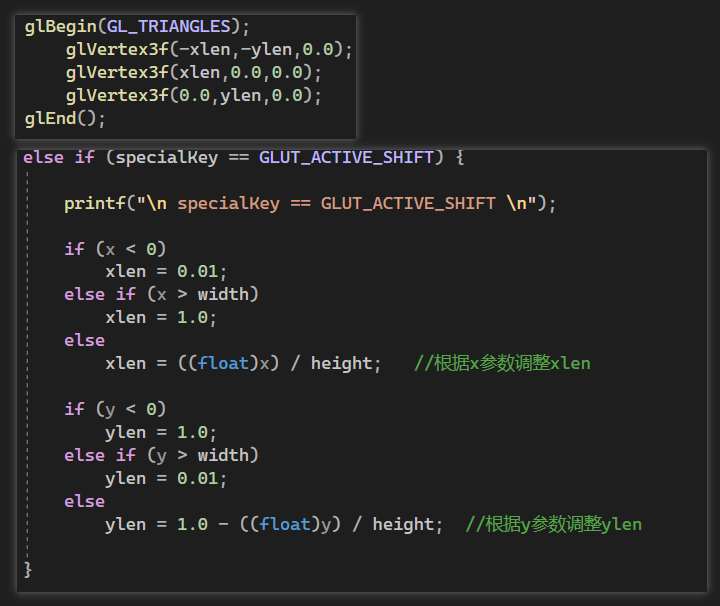 glBegin(GL_TRIANGLES);
    glVertex3f(-xlen,-ylen,0.0);
    glVertex3f(xlen,0.0,0.0);
    glVertex3f(0.0,ylen,0.0);
glEnd();
else if (specialKey == GLUT_ACTIVE_SHIFT) {
    printf("\n specialKey == GLUT_ACTIVE_SHIFT \n");
    if (x < 0)
        xlen = 0.01;
    else if (x > width)
        xlen = 1.0;
    else
        xlen = ((float)x) / height;   //根据x参数调整xlen
    if (y < 0)
        ylen = 1.0;
    else if (y > width)
        ylen = 0.01;
    else
        ylen = 1.0 - ((float)y) / height;  //根据y参数调整ylen
}